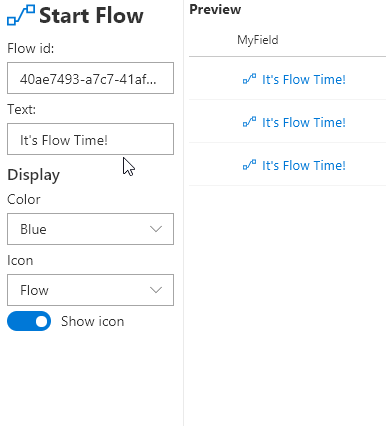 Start Flow
Flow id:
40ae7493-a7c7-41af...
Text:
It's Flow Time!
Display
Color
Blue
Icon
Flow
Show icon
Preview
MyField
It's Flow Time!
It's Flow Time!
It's Flow Time!